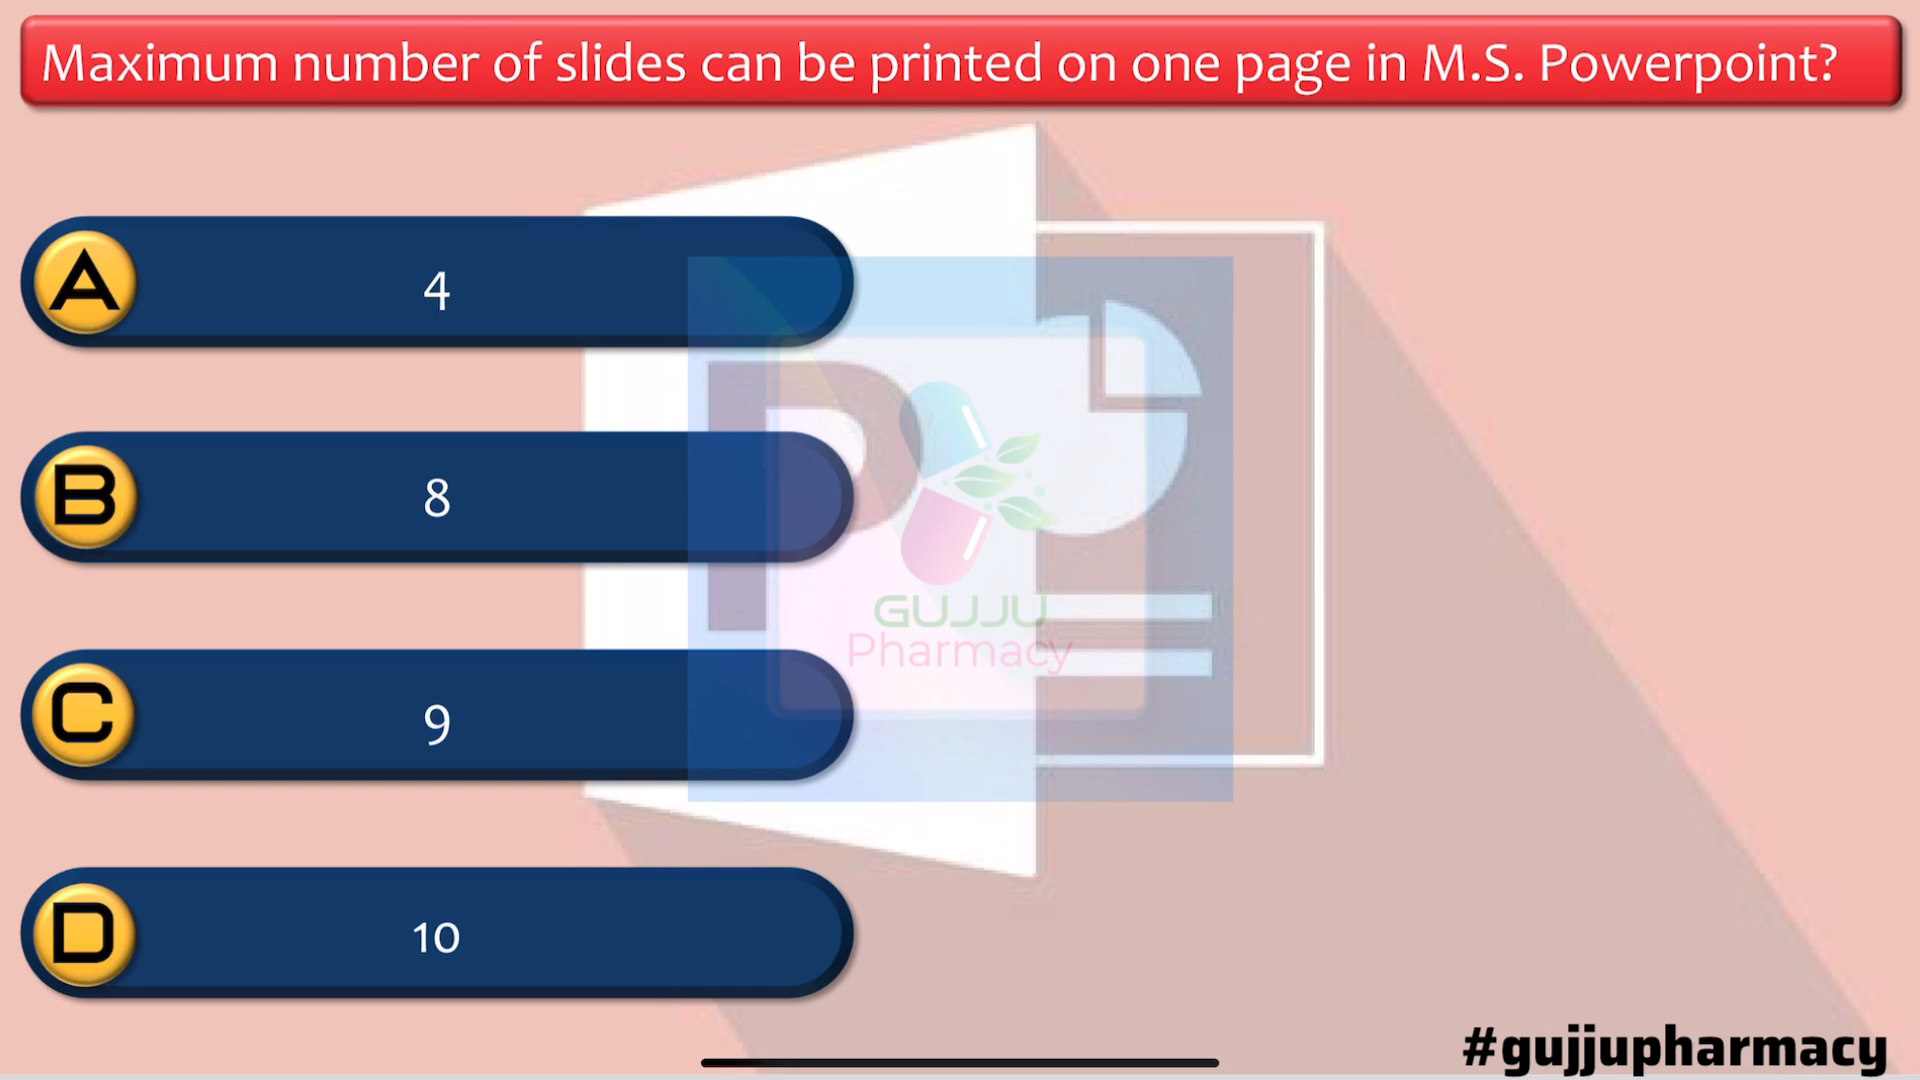 Maximum number of slides can be printed on one page in M.S. Powerpoint?
A 4
B 8
P
GUJJU
Pharmacy
C 9
D 10
#gujjupharmacy